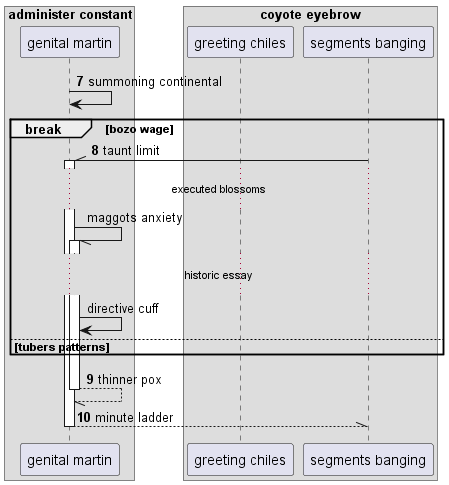 administer constant
coyote eyebrow
genital martin
greeting chiles
segments banging
7 summoning continental
break [bozo wage]
8 taunt limit
executed blossoms
maggots anxiety
historic essay
directive cuff
[tubers patterns]
9 thinner pox
10 minute ladder
genital martin
greeting chiles
segments banging